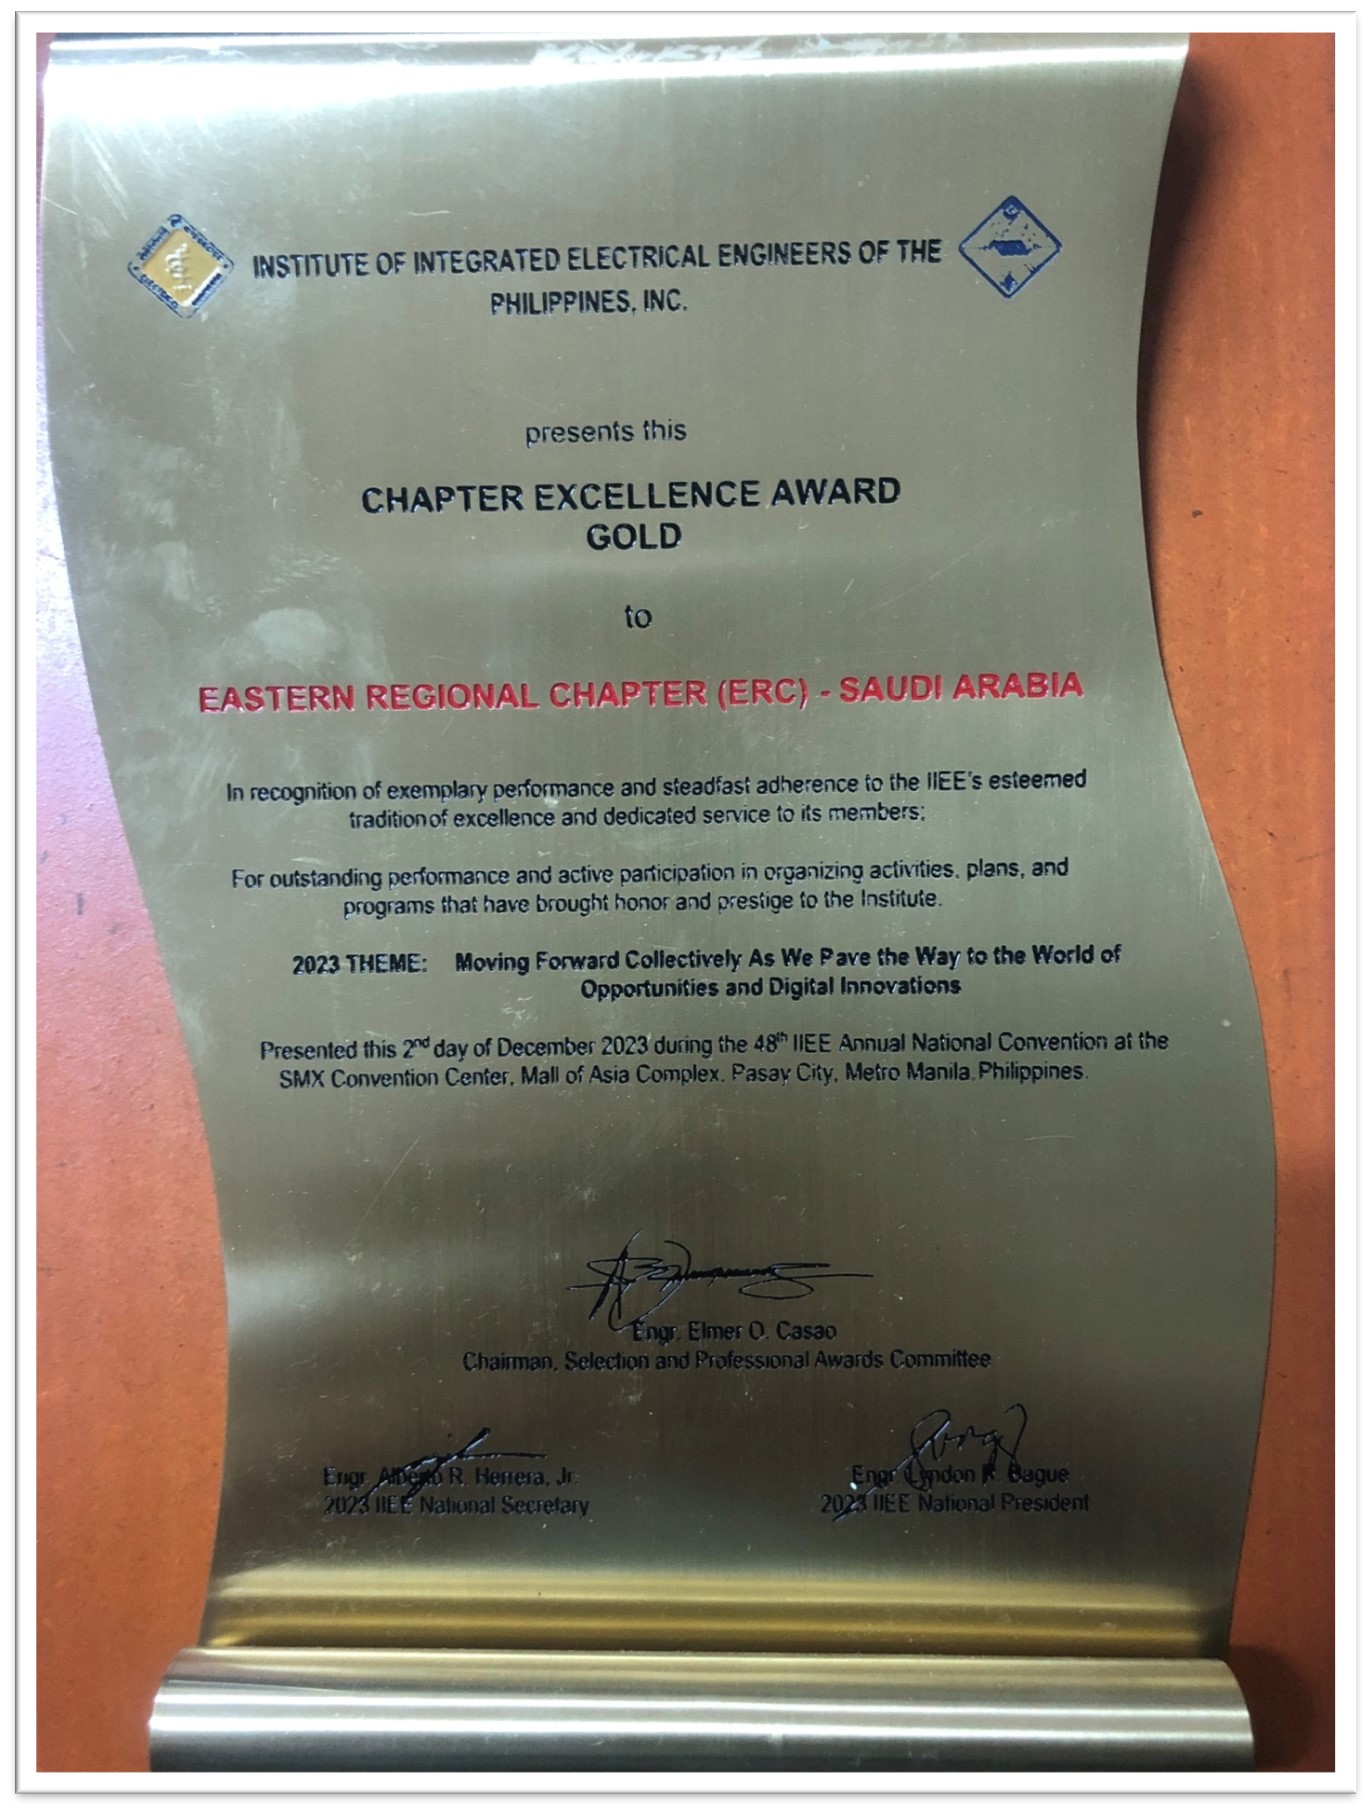 INSTITUTE OF INTEGRATED ELECTRICAL ENGINEERS OF THE
PHILIPPINES, INC.
presents this
CHAPTER EXCELLENCE AWARD
GOLD
to
EASTERN REGIONAL CHAPTER (ERC) - SAUDI ARABIA
In recognition of exemplary performance and steadfast adherence to the IIEE's esteemed
tradition of excellence and dedicated service to its members;
For outstanding performance and active participation in organizing activities, plans, and
programs that have brought honor and prestige to the Institute.
2023 THEME: Moving Forward Collectively As We Pave the Way to the World of
Opportunities and Digital Innovations
Presented this 2nd day of December 2023 during the 48th IIEE Annual National Convention at the
SMX Convention Center, Mall of Asia Complex, Pasay City, Metro Manila, Philippines.
Engr. Elmer O. Casao
Chairman, Selection and Professional Awards Committee
Engr. Alberto R. Herrera, Jr.
2023 IIEE National Secretary
Engr. Lyndon R. Bague
2023 IIEE National President